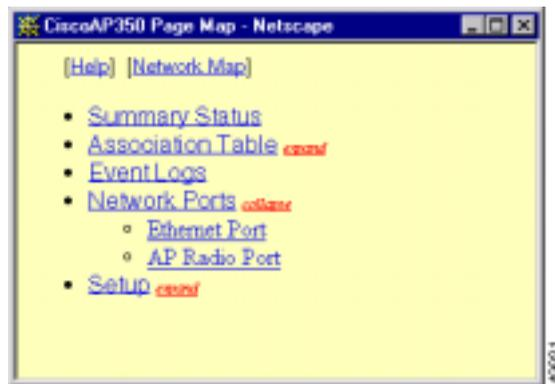 CiscoAP350 Page Map - Netscape
[Help] [Network Map]
Summary Status
Association Table expand
Event Logs
Network Ports collapse
Ethernet Port
AP Radio Port
Setup expand